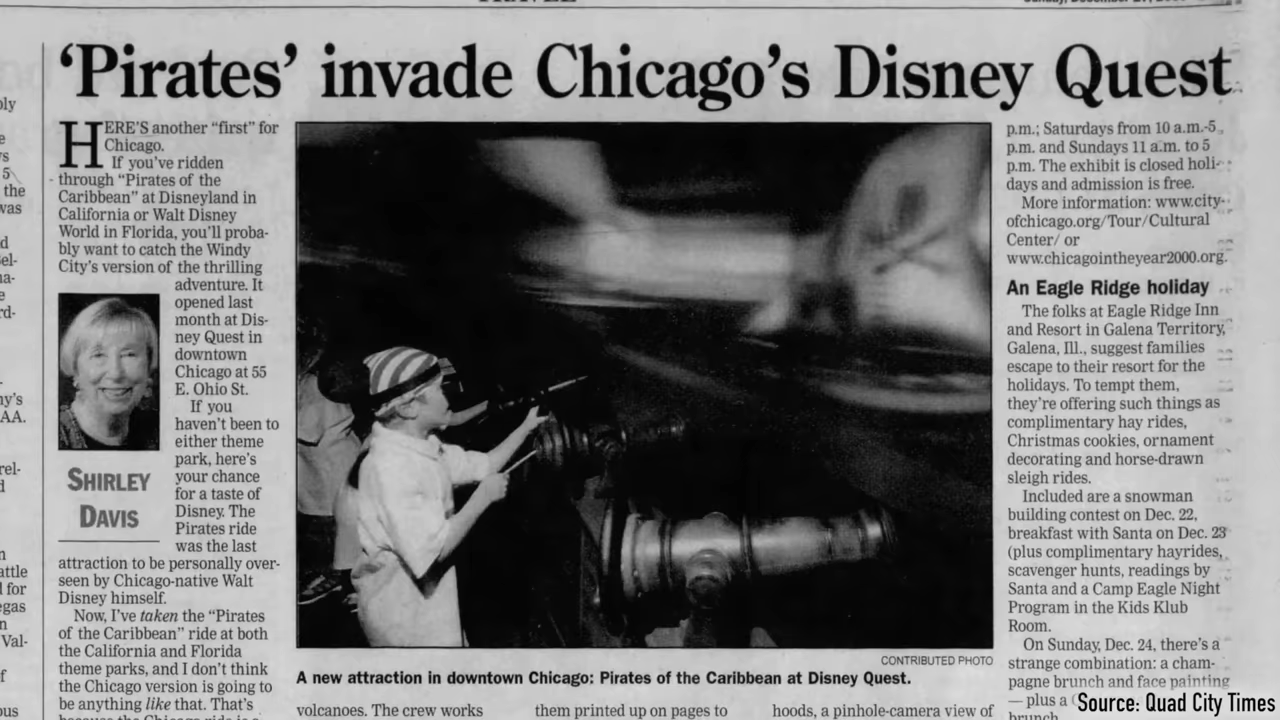 TRAVEL
‘Pirates’ invade Chicago’s Disney Quest
HERE’S another “first” for
Chicago.
If you’ve ridden
through “Pirates of the
Caribbean” at Disneyland in
California or Walt Disney
World in Florida, you’ll proba-
bly want to catch the Windy
City’s version of the thrilling
adventure. It
opened last
month at Dis-
ney Quest in
downtown
Chicago at 55
E. Ohio St.
If you
haven’t been to
either theme
park, here’s
your chance
for a taste of
Disney. The
Pirates ride
was the last
attraction to be personally over-
seen by Chicago-native Walt
Disney himself.
Now, I’ve taken the “Pirates
of the Caribbean” ride at both
the California and Florida
theme parks, and I don’t think
the Chicago version is going to
be anything like that. That’s
because the Chicago ride is a
SHIRLEY
DAVIS
CONTRIBUTED PHOTO
A new attraction in downtown Chicago: Pirates of the Caribbean at Disney Quest.
volcanoes. The crew works
them printed up on pages to
hoods, a pinhole-camera view of
p.m.; Saturdays from 10 a.m.-5
p.m. and Sundays 11 a.m. to 5
p.m. The exhibit is closed holi-
days and admission is free.
More information: www.city-
ofchicago.org/Tour/Cultural
Center/ or
www.chicagointheyear2000.org.
An Eagle Ridge holiday
The folks at Eagle Ridge Inn
and Resort in Galena Territory,
Galena, Ill., suggest families
escape to their resort for the
holidays. To tempt them,
they’re offering such things as
complimentary hay rides,
Christmas cookies, ornament
decorating and horse-drawn
sleigh rides.
Included are a snowman
building contest on Dec. 22,
breakfast with Santa on Dec. 23
(plus complimentary hayrides,
scavenger hunts, readings by
Santa and a Camp Eagle Night
Program in the Kids Klub
Room.
On Sunday, Dec. 24, there’s a
strange combination: a cham-
pagne brunch and face painting
— plus a
brunch
Source: Quad City Times